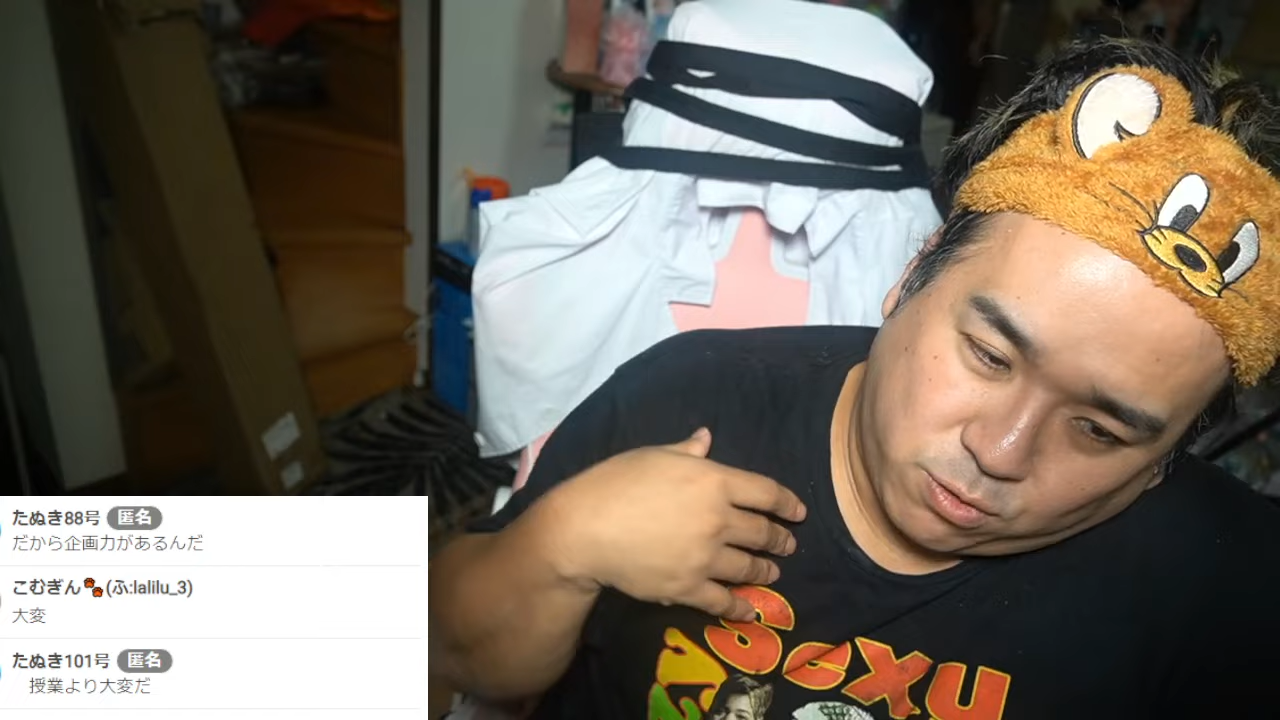 たぬき88号 匿名
だから企画力があるんだ
こむぎん🐾(ふ:lalilu_3)
大変
たぬき101号 匿名
授業より大変だ
Sexy